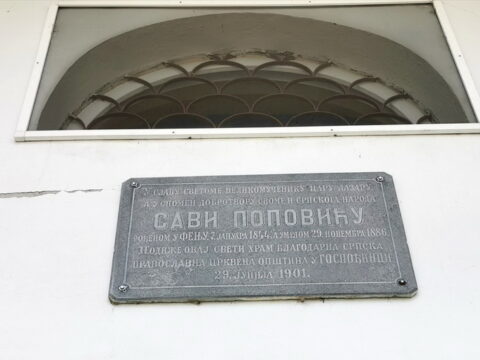 У СЛАВУ СВЕТОМЕ ВЕЛИКОМУЧЕНИКУ ЦАРУ ЛАЗАРУ
А У СПОМЕН ДОБРОТВОРУ СВОМЕ И СРПСКОГА НАРОДА
САВИ ПОПОВИЋУ
РОЂЕНОМ У ФЕНУ, 7. ЈАНУАРА 1844. А УМРЛОМ 29. НОВЕМБРА 1886.
ПОДИЖЕ ОВАЈ СВЕТИ ХРАМ БЛАГОДАРНА СРПСКА
ПРАВОСЛАВНА ЦРКВЕНА ОПШТИНА У ГОСПОЂИНЦИ
29. ЈУНИЈА 1901.